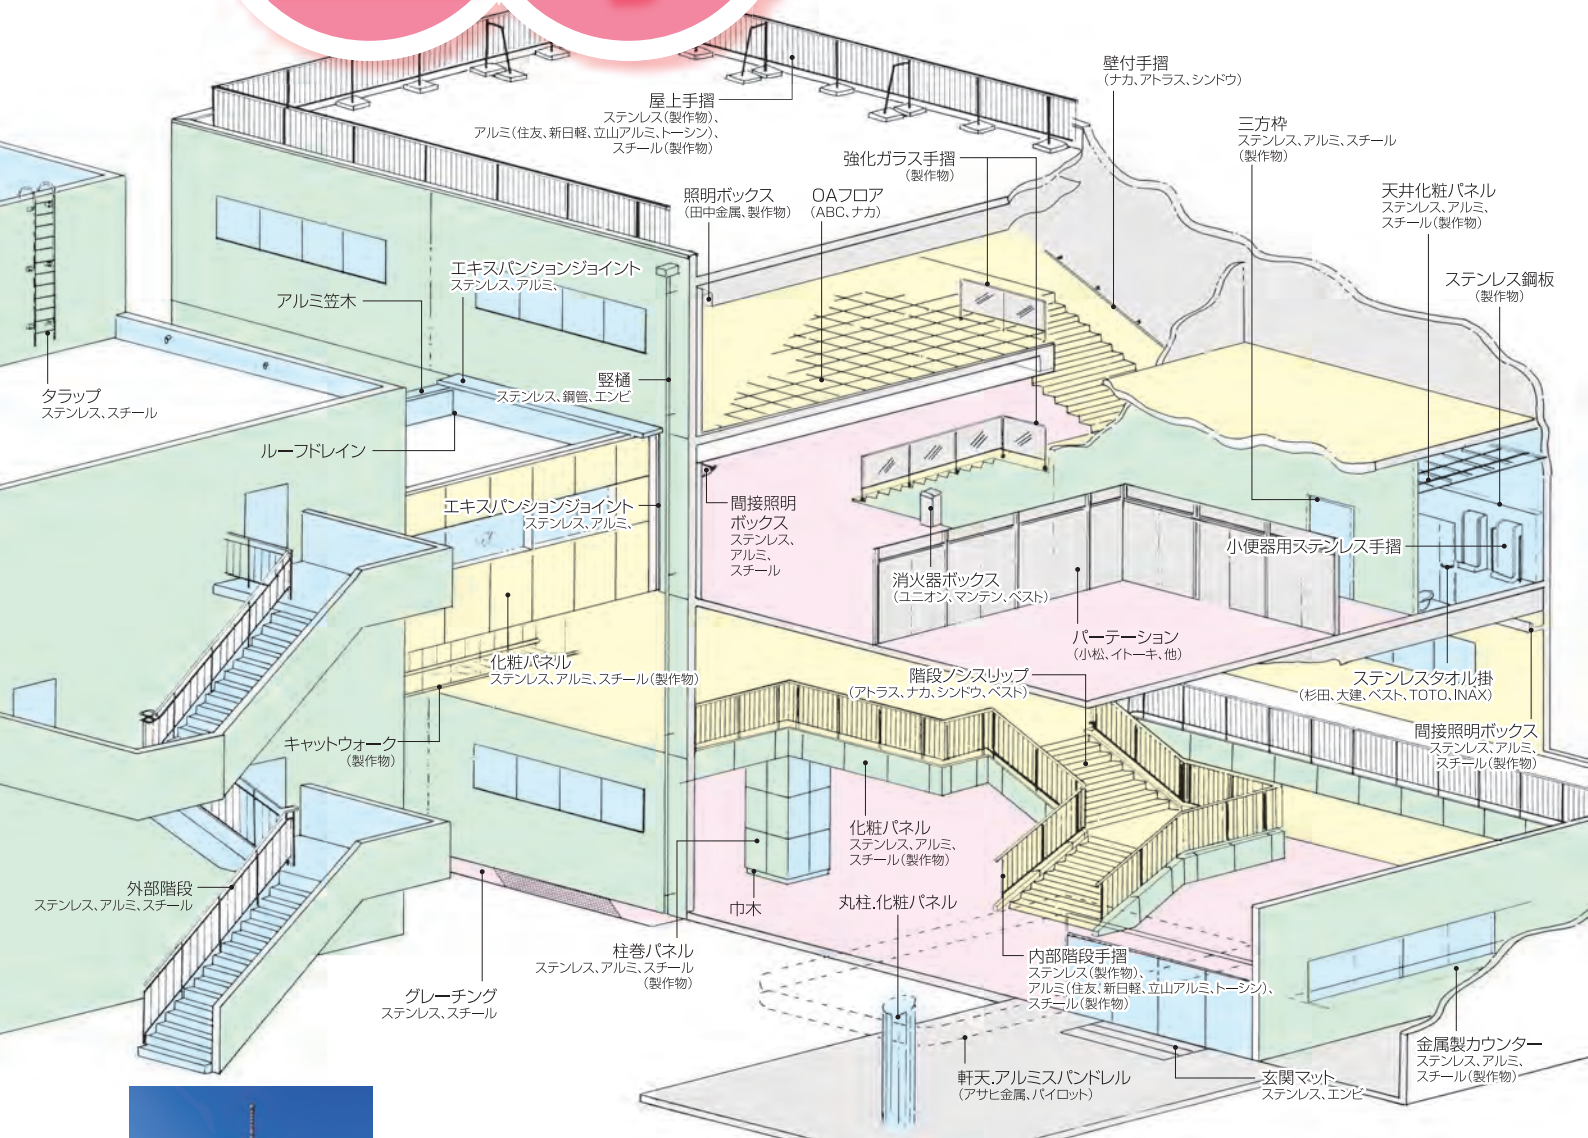 壁付手摺
（ナカ、アトラス、シンドウ）
屋上手摺
ステンレス（製作物）、
アルミ（住友、新日軽、立山アルミ、トーシン）、
スチール（製作物）
三方枠
ステンレス、アルミ、スチール
（製作物）
強化ガラス手摺
（製作物）
照明ボックス
（田中金属、製作物）
OAフロア
（ABC、ナカ）
天井化粧パネル
ステンレス、アルミ、
スチール（製作物）
ステンレス鋼板
（製作物）
エキスパンションジョイント
ステンレス、アルミ、
アルミ笠木
竪樋
ステンレス、鋼管、エンビ
タラップ
ステンレス、スチール
ルーフドレイン
エキスパンションジョイント
ステンレス、アルミ、
間接照明
ボックス
ステンレス、
アルミ、
スチール
小便器用ステンレス手摺
消火器ボックス
（ユニオン、マンテン、ベスト）
パーテーション
（小松、イトーキ、他）
化粧パネル
ステンレス、アルミ、スチール（製作物）
階段ノンスリップ
（アトラス、ナカ、シンドウ、ベスト）
ステンレスタオル掛
（杉田、大建、ベスト、TOTO、INAX）
キャットウォーク
（製作物）
間接照明ボックス
ステンレス、アルミ、
スチール（製作物）
化粧パネル
ステンレス、アルミ、
スチール（製作物）
外部階段
ステンレス、アルミ、スチール
巾木
丸柱.化粧パネル
柱巻パネル
ステンレス、アルミ、スチール
（製作物）
内部階段手摺
ステンレス（製作物）、
アルミ（住友、新日軽、立山アルミ、トーシン）、
スチール（製作物）
グレーチング
ステンレス、スチール
金属製カウンター
ステンレス、アルミ、
スチール（製作物）
軒天.アルミスパンドレル
（アサヒ金属、パイロット）
玄関マット
ステンレス、エンビ